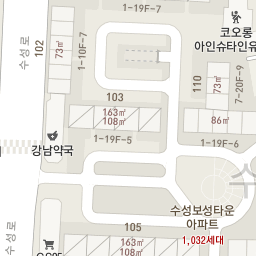 1-19F-7
수성로
102
73㎡
1-10F-7
코오롱
아인슈타인유
110
73㎡
7-20F-9
103
163㎡
108㎡
86㎡
1-19F-5
1-19F-6
강남약국
수
수성보성타운
아파트
1,032세대
105
163㎡
108㎡
수성로